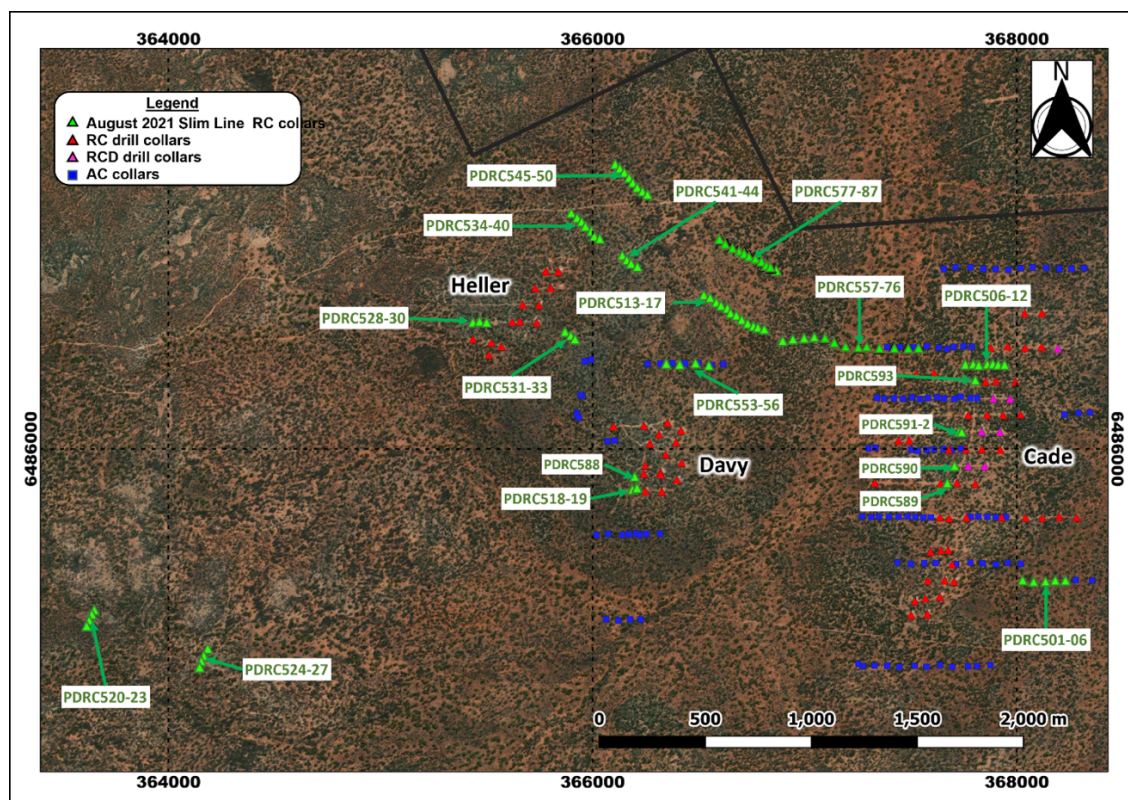 364000
366000
368000
N
Legend
August 2021 Slim Line RC collars
RC drill collars
RCD drill collars
AC collars
PDRC545-50
PDRC541-44
PDRC577-87
PDRC534-40
Heller
PDRC513-17
PDRC557-76
PDRC506-12
PDRC528-30
PDRC531-33
PDRC593
PDRC553-56
PDRC591-2
6486000
6486000
PDRC588
Davy
PDRC590
Cade
PDRC518-19
PDRC589
PDRC501-06
PDRC524-27
PDRC520-23
0
500
1,000
1,500
2,000 m
364000
366000
368000